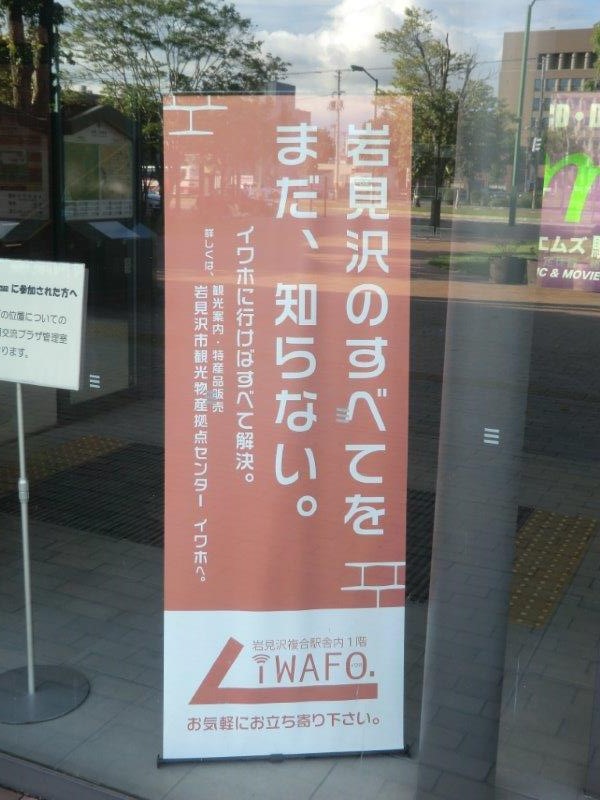 岩見沢のすべてを
まだ、知らない。
イワホに行けばすべて解決。
詳しくは、
観光案内・特産品販売
岩見沢市観光物産拠点センター イワホへ。
岩見沢複合駅舎内1階
iWAFO.
お気軽にお立ち寄り下さい。
に参加された方へ
の位置についての
交流プラザ管理室
ります。
エムズ
IC & MOVIE